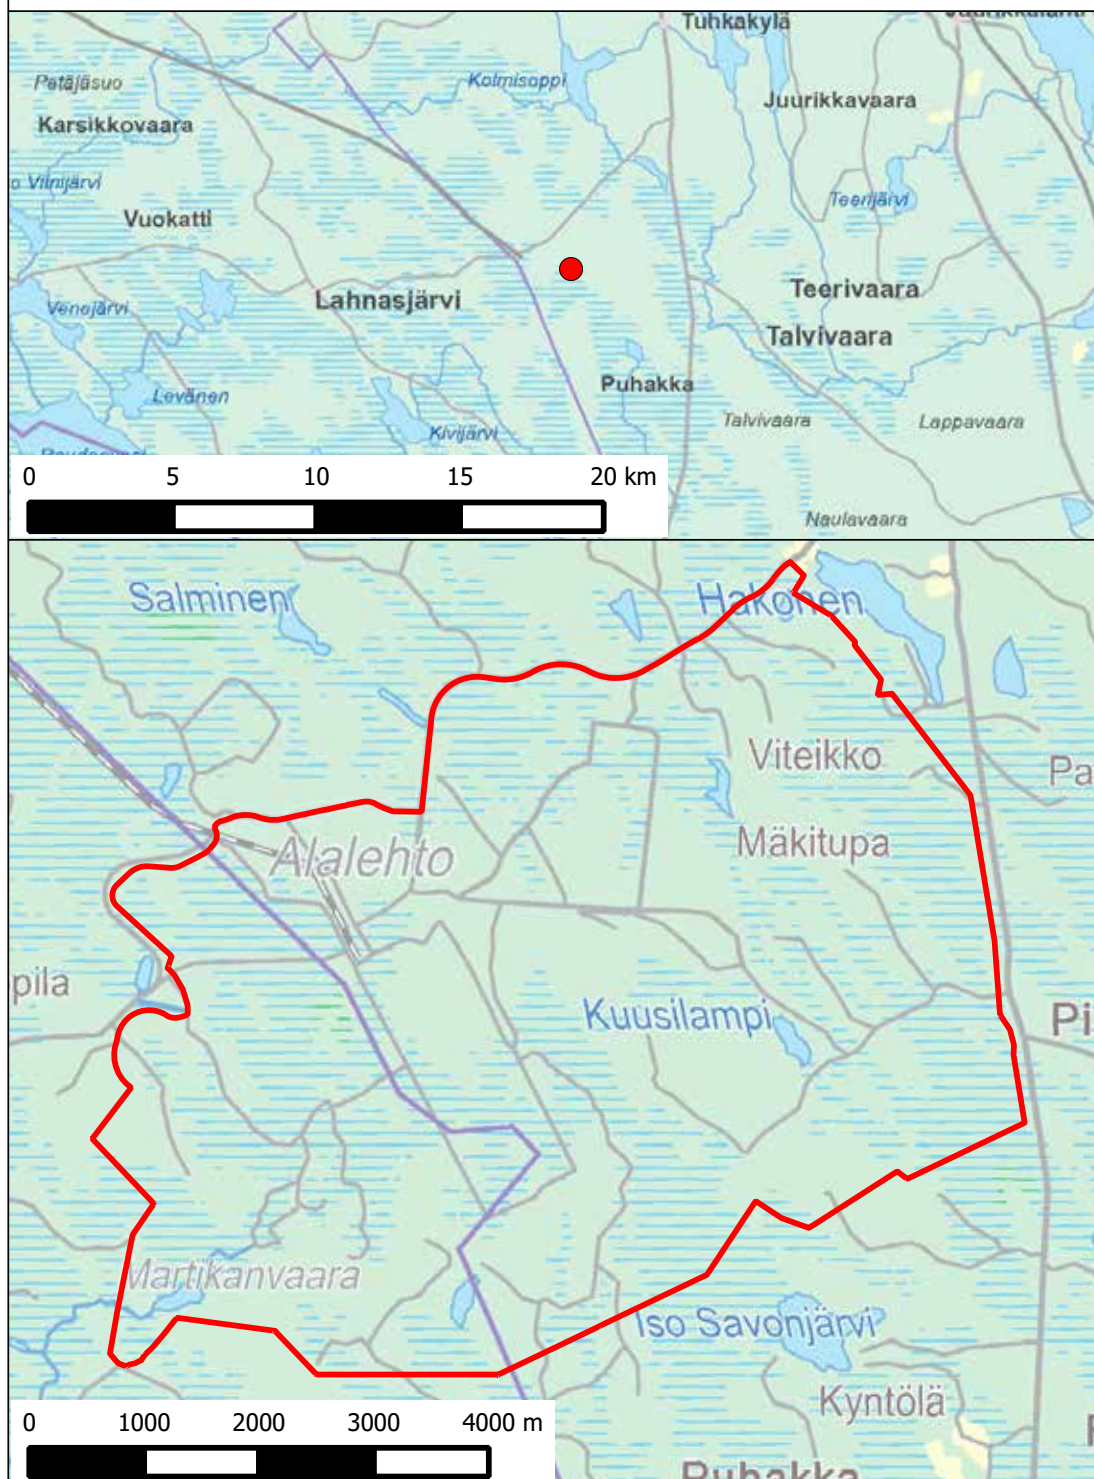 Tuhkakylä
Kolmisoppi
Patajäsuo
Juurikkavaara
Karsikkovaara
Viinijärvi
Teerijärvi
Vuokatti
Teerivaara
Lahnasjärvi
Venejärvi
Talvivaara
Puhakka
Levänen
Talvivaara
Lappavaara
Kivijärvi
0 5 10 15 20 km
Naulavaara
Salminen
Hakonen
Viteikko
Pa
Mäkitupa
Alalehto
pila
Kuusilampi
Pi
Martikanvaara
Iso Savonjärvi
Kyntölä
0 1000 2000 3000 4000 m
Puhakka